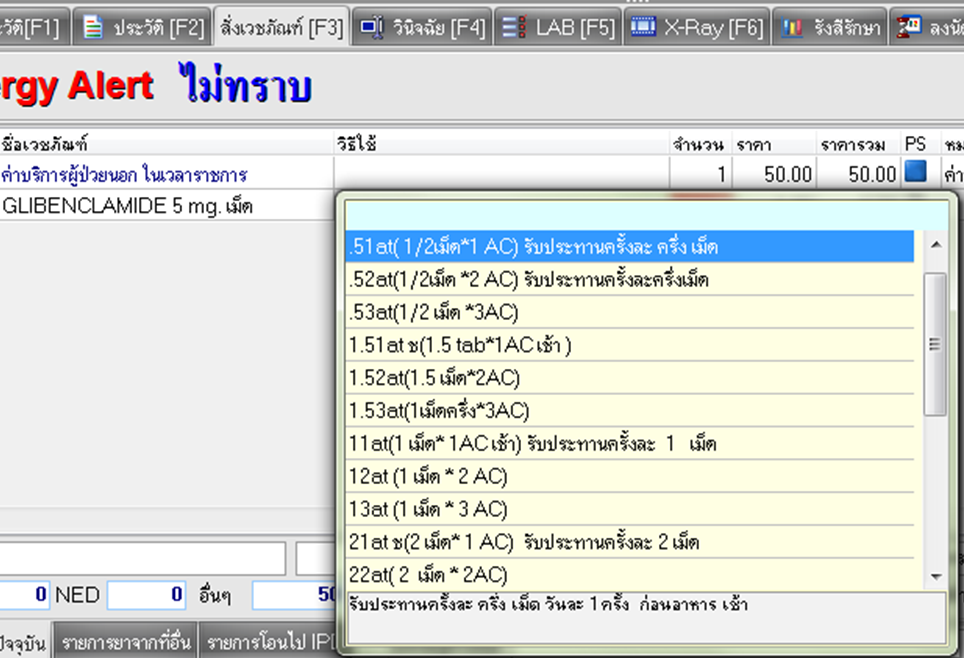 ประวัติ [F2] สั่งเวชภัณฑ์ [F3] วินิจฉัย [F4] LAB [F5] X-Ray [F6] รังสีรักษา
Alert ไม่ทราบ
ชื่อเวชภัณฑ์ วิธีใช้ จำนวน ราคา ราคารวม PS
ค่าบริการผู้ป่วยนอก ในเวลาราชการ 1 50.00 50.00 ค่า
GLIBENCLAMIDE 5 mg. เม็ด
.51at( 1/2เม็ด*1 AC) รับประทานครั้งละ ครึ่ง เม็ด
.52at(1/2เม็ด *2 AC) รับประทานครั้งละครึ่งเม็ด
.53at(1/2 เม็ด *3AC)
1.51at ช(1.5 tab*1AC เช้า )
1.52at(1.5 เม็ด*2AC)
1.53at(1เม็ดครึ่ง*3AC)
11at(1 เม็ด* 1AC เช้า) รับประทานครั้งละ 1 เม็ด
12at (1 เม็ด * 2 AC)
13at (1 เม็ด * 3 AC)
21at ช(2 เม็ด* 1 AC) รับประทานครั้งละ 2 เม็ด
22at( 2 เม็ด * 2AC)
0 NED 0 อื่นๆ 50
รับประทานครั้งละ ครึ่ง เม็ด วันละ 1 ครั้ง ก่อนอาหาร เช้า
รายการยาจากที่อื่น รายการโอนไป IPD